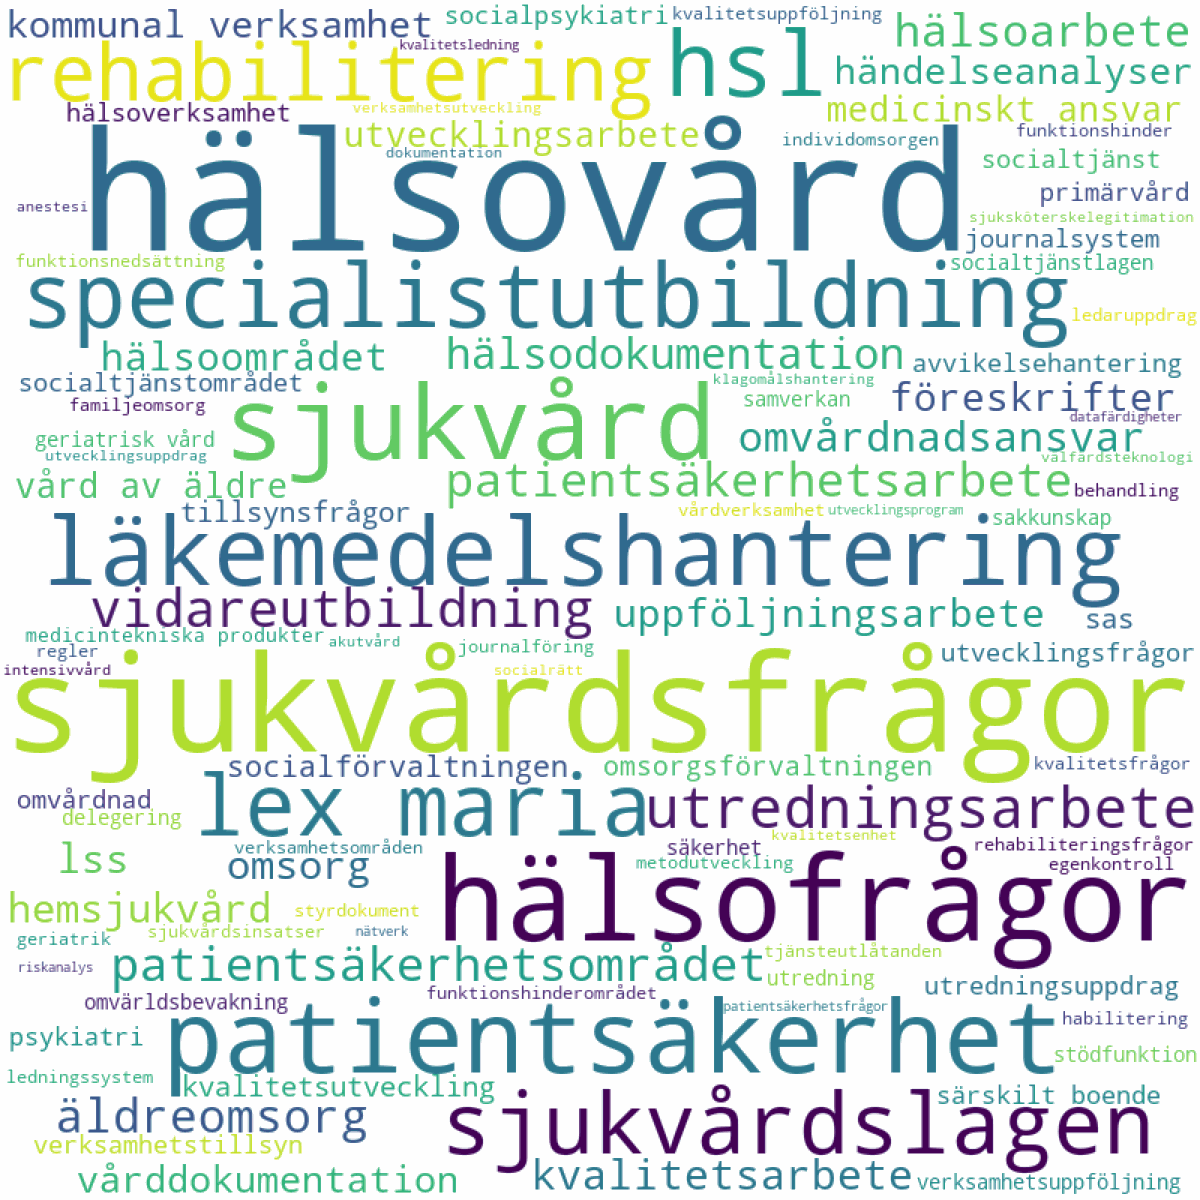 kommunal verksamhet socialpsykiatri kvalitetsuppföljning hälsoarbete
rehabilitering kvalitetsledning hsl händelseanalyser
hälsoverksamhet verksamhetsutveckling medicinskt ansvar
utvecklingsarbete individomsorgen funktionshinder
dokumentation socialtjänst
hälsovård primärvård
anestesi sjuksköterskelegitimation
journalsystem
funktionsnedsättning socialtjänstlagen
specialistutbildning ledaruppdrag
hälsoområdet hälsodokumentation avvikelsehantering
socialtjänstområdet klagomålshantering föreskrifter
familjeomsorg sjukvård samverkan datafärdigheter
geriatrisk vård omvårdnadsansvar
utvecklingsuppdrag välfärdsteknologi
vård av äldre patientsäkerhetsarbete behandling
tillsynsfrågor vårdverksamhet utvecklingsprogram sakkunskap
läkemedelshantering
vidareutbildning uppföljningsarbete sas
medicintekniska produkter akutvård journalföring utvecklingsfrågor
regler
intensivvård socialrätt
sjukvårdsfrågor
socialförvaltningen omsorgsförvaltningen kvalitetsfrågor
omvårdnad lex maria utredningsarbete
delegering
verksamhetsområden säkerhet kvalitetsenhet rehabiliteringsfrågor
lss omsorg metodutveckling egenkontroll
hälsofrågor
hemsjukvård styrdokument
geriatrik sjukvårdsinsatser nätverk
riskanalys patientsäkerhetsområdet tjänsteutlåtanden
utredning utredningsuppdrag
omvärldsbevakning funktionshinderområdet patientsäkerhetsfrågor
psykiatri patientsäkerhet habilitering
stödfunktion
ledningssystem kvalitetsutveckling särskilt boende
äldreomsorg sjukvårdslagen
verksamhetstillsyn
vårddokumentation kvalitetsarbete verksamhetsuppföljning